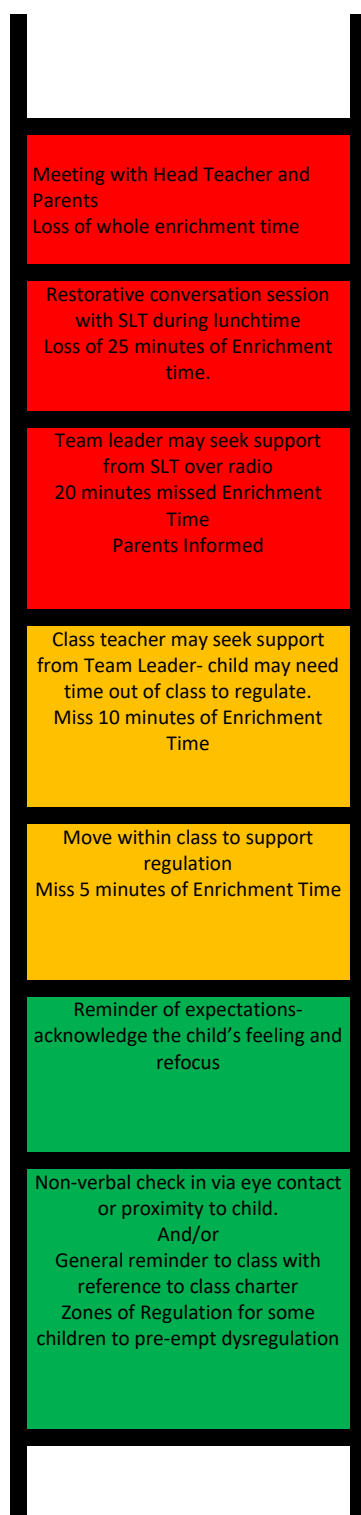 Meeting with Head Teacher and
Parents
Loss of whole enrichment time
Restorative conversation session
with SLT during lunchtime
Loss of 25 minutes of Enrichment
time.
Team leader may seek support
from SLT over radio
20 minutes missed Enrichment
Time
Parents Informed
Class teacher may seek support
from Team Leader- child may need
time out of class to regulate.
Miss 10 minutes of Enrichment
Time
Move within class to support
regulation
Miss 5 minutes of Enrichment Time
Reminder of expectations-
acknowledge the child’s feeling and
refocus
Non-verbal check in via eye contact
or proximity to child.
And/or
General reminder to class with
reference to class charter
Zones of Regulation for some
children to pre-empt dysregulation